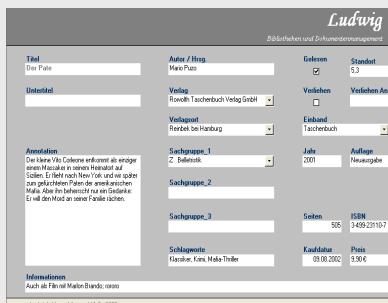 Ludwig
Bibliotheken und Dokumentenmanagement
Titel
Der Pate
Autor / Hrsg.
Mario Puzo
Gelesen
Standort
5,3
Untertitel
Verlag
Rowolth Taschenbuch Verlag GmbH
Verliehen
Verliehen An
Verlagsort
Reinbek bei Hamburg
Einband
Taschenbuch
Annotation
Der kleine Vito Corleone entkommt als einziger
einem Massaker in seinem Heimatort auf
Sizilien. Er flieht nach New York und wir später
zum gefürchteten Paten der amerikanischen
Mafia. Aber ihn beherrscht nur ein Gedanke:
Er will den Mord an seiner Familie rächen.
Sachgruppe_1
Z Belletristik
Jahr
2001
Auflage
Neuausgabe
Sachgruppe_2
Sachgruppe_3
Seiten
505
ISBN
3-499-23110-7
Schlagworte
Klassiker, Krimi, Mafia-Thriller
Kaufdatum
09.08.2002
Preis
9,90 €
Informationen
Auch als Film mit Marlon Brando; rororo